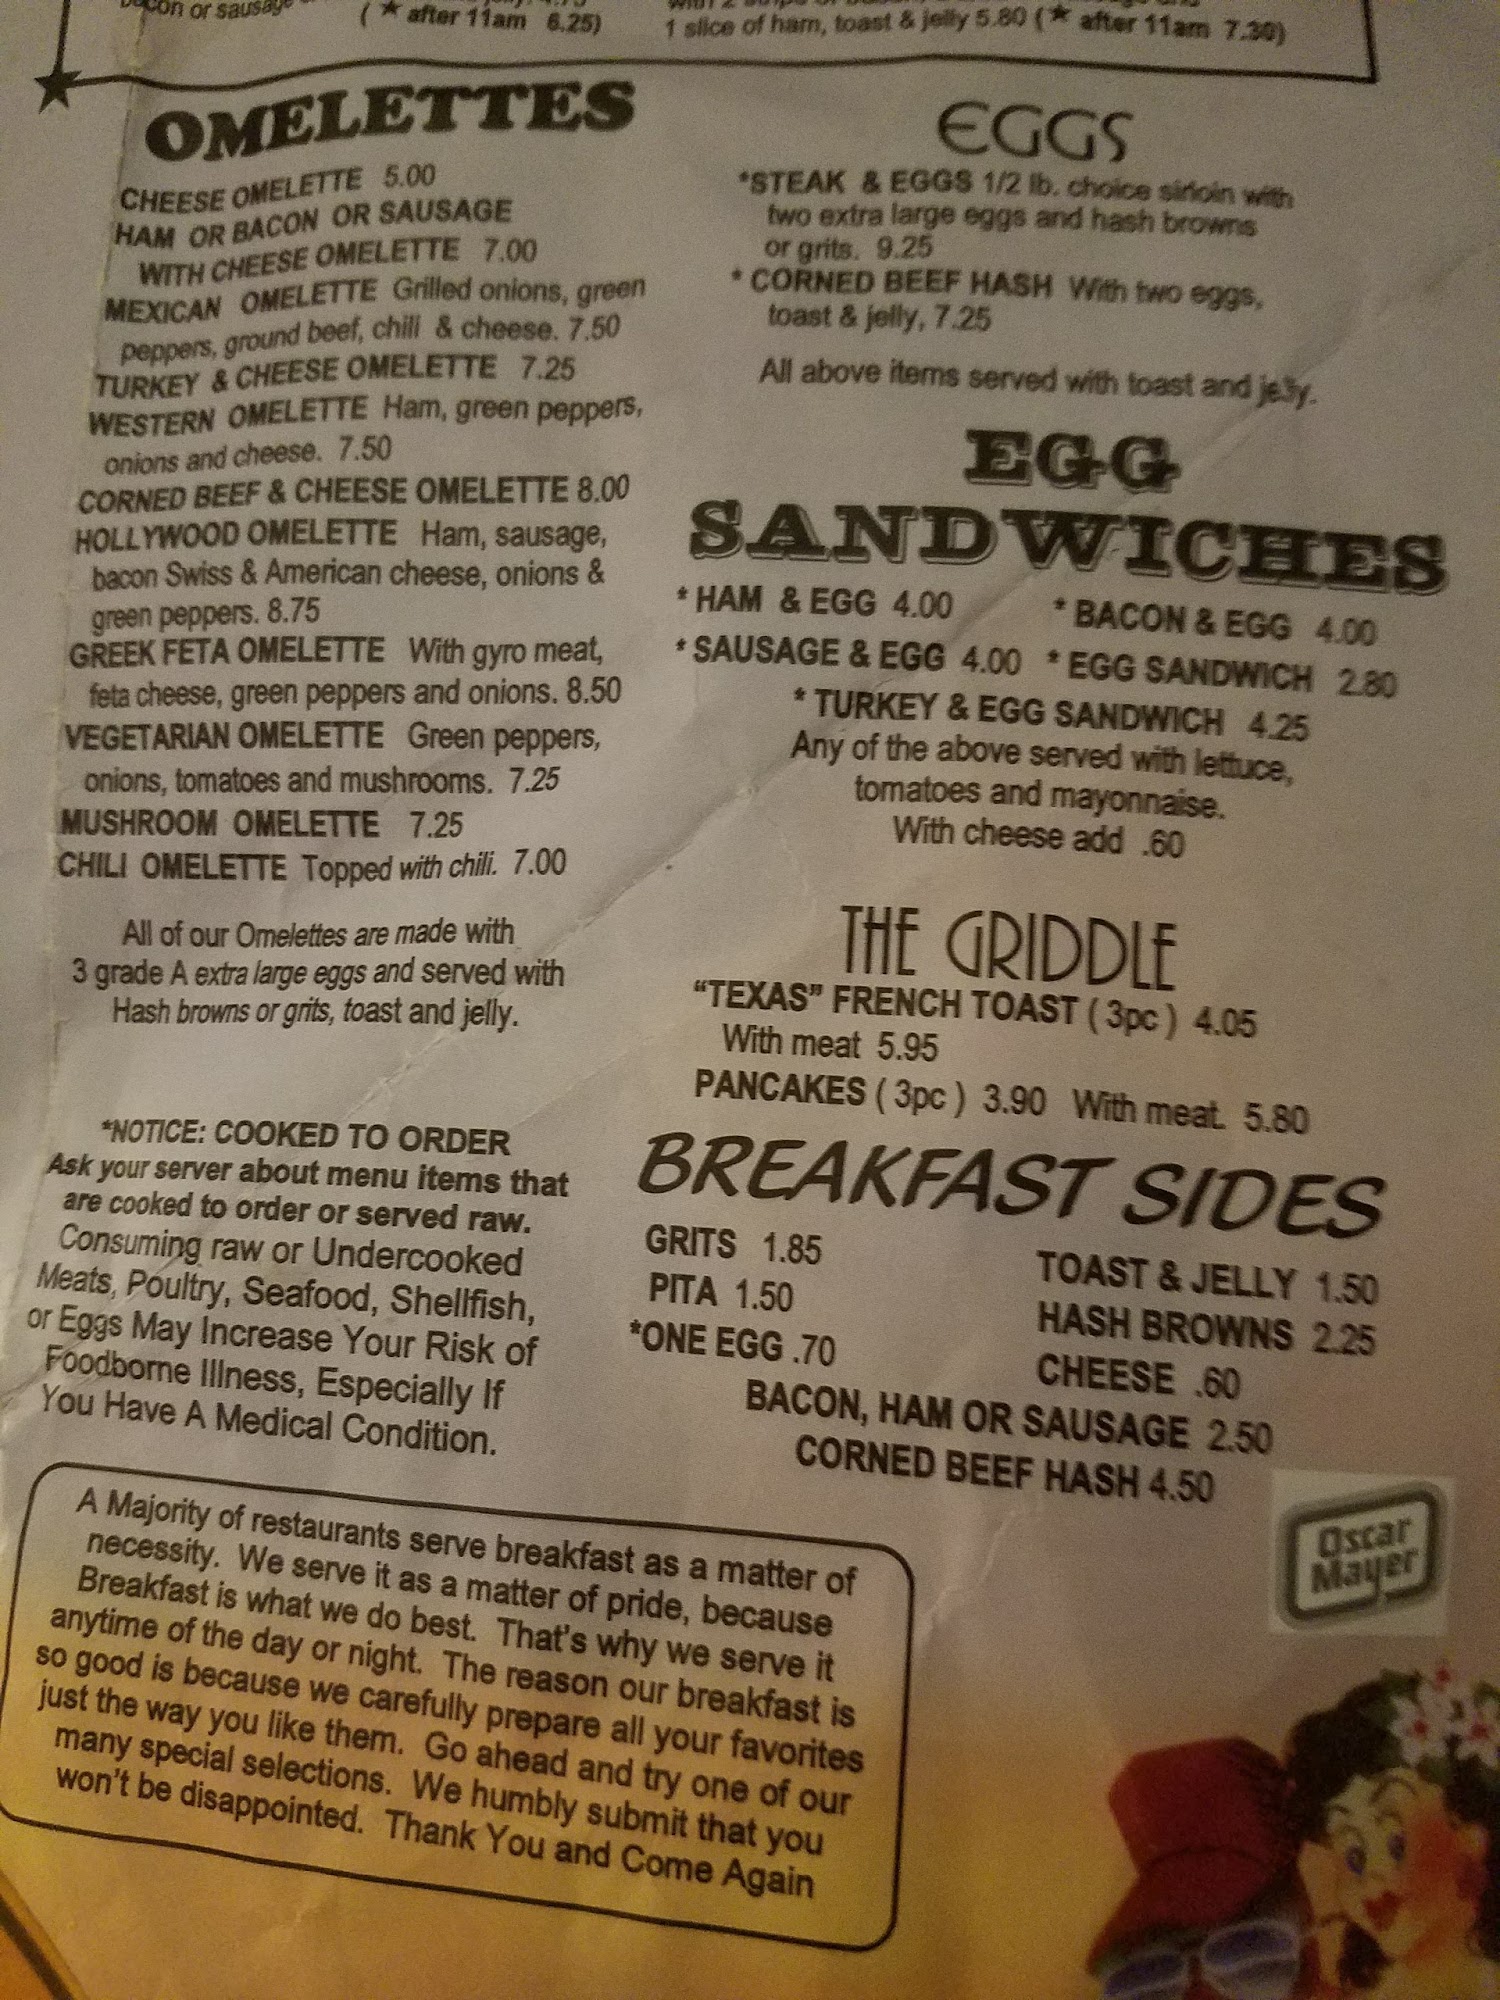 bacon or sausage
( ★ after 11am 6.25)
1 slice of ham, toast & jelly 5.80 (★ after 11am 7.30)
OMELETTES
CHEESE OMELETTE 5.00
HAM OR BACON OR SAUSAGE
WITH CHEESE OMELETTE 7.00
MEXICAN OMELETTE Grilled onions, green
peppers, ground beef, chili & cheese. 7.50
TURKEY & CHEESE OMELETTE 7.25
WESTERN OMELETTE Ham, green peppers,
onions and cheese. 7.50
CORNED BEEF & CHEESE OMELETTE 8.00
HOLLYWOOD OMELETTE Ham, sausage,
bacon Swiss & American cheese, onions &
green peppers. 8.75
GREEK FETA OMELETTE With gyro meat,
feta cheese, green peppers and onions. 8.50
VEGETARIAN OMELETTE Green peppers,
onions, tomatoes and mushrooms. 7.25
MUSHROOM OMELETTE 7.25
CHILI OMELETTE Topped with chili. 7.00
All of our Omelettes are made with
3 grade A extra large eggs and served with
Hash browns or grits, toast and jelly.
*NOTICE: COOKED TO ORDER
Ask your server about menu items that
are cooked to order or served raw.
Consuming raw or Undercooked
Meats, Poultry, Seafood, Shellfish,
or Eggs May Increase Your Risk of
Foodborne Illness, Especially If
You Have A Medical Condition.
EGGS
*STEAK & EGGS 1/2 lb. choice sirloin with
two extra large eggs and hash browns
or grits. 9.25
* CORNED BEEF HASH With two eggs,
toast & jelly, 7.25
All above items served with toast and jelly.
EGG
SANDWICHES
* HAM & EGG 4.00 * BACON & EGG 4.00
* SAUSAGE & EGG 4.00 * EGG SANDWICH 2.80
* TURKEY & EGG SANDWICH 4.25
Any of the above served with lettuce,
tomatoes and mayonnaise.
With cheese add .60
THE GRIDDLE
"TEXAS" FRENCH TOAST ( 3pc ) 4.05
With meat 5.95
PANCAKES ( 3pc ) 3.90 With meat. 5.80
BREAKFAST SIDES
GRITS 1.85 TOAST & JELLY 1.50
PITA 1.50 HASH BROWNS 2.25
*ONE EGG .70 CHEESE .60
BACON, HAM OR SAUSAGE 2.50
CORNED BEEF HASH 4.50
Oscar
Mayer
A Majority of restaurants serve breakfast as a matter of
necessity. We serve it as a matter of pride, because
Breakfast is what we do best. That's why we serve it
anytime of the day or night. The reason our breakfast is
so good is because we carefully prepare all your favorites
just the way you like them. Go ahead and try one of our
many special selections. We humbly submit that you
won't be disappointed. Thank You and Come Again